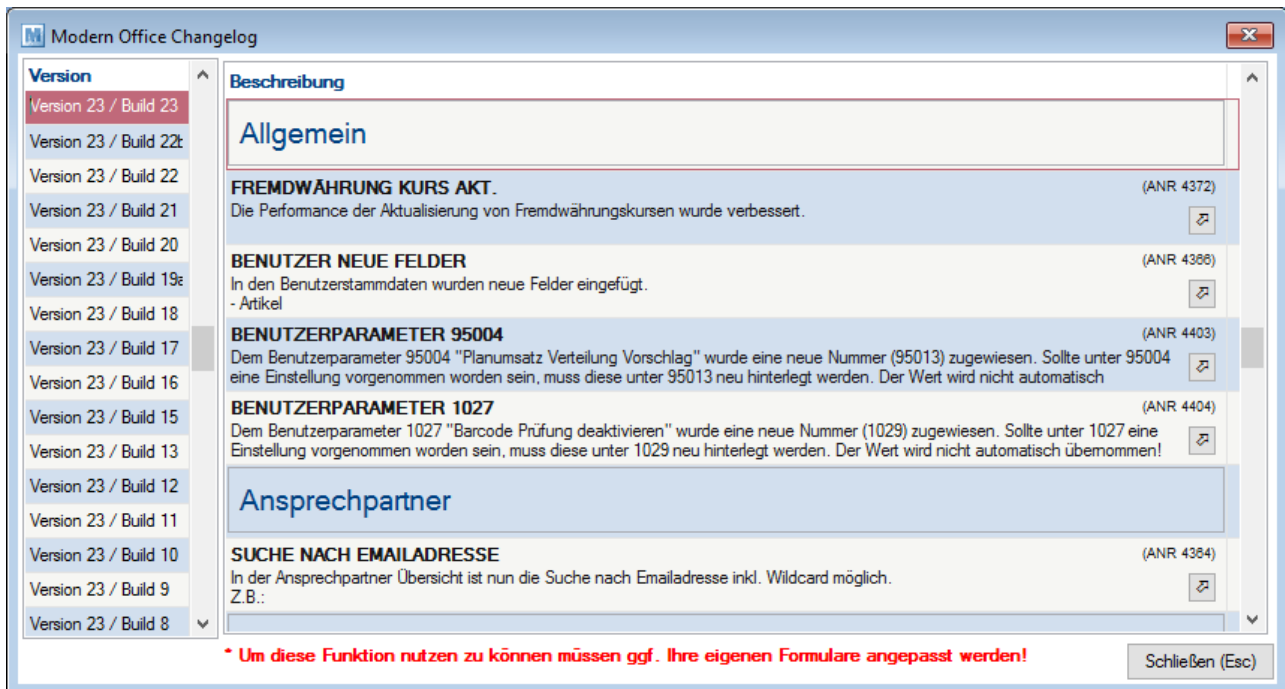 Modern Office Changelog
Version
Version 23 / Build 23
Version 23 / Build 22b
Version 23 / Build 22
Version 23 / Build 21
Version 23 / Build 20
Version 23 / Build 19a
Version 23 / Build 18
Version 23 / Build 17
Version 23 / Build 16
Version 23 / Build 15
Version 23 / Build 13
Version 23 / Build 12
Version 23 / Build 11
Version 23 / Build 10
Version 23 / Build 9
Version 23 / Build 8
Beschreibung
Allgemein
FREMDWÄHRUNG KURS AKT. (ANR 4372)
Die Performance der Aktualisierung von Fremdwährungskursen wurde verbessert.
BENUTZER NEUE FELDER (ANR 4366)
In den Benutzerstammdaten wurden neue Felder eingefügt.
- Artikel
BENUTZERPARAMETER 95004 (ANR 4403)
Dem Benutzerparameter 95004 "Planumsatz Verteilung Vorschlag" wurde eine neue Nummer (95013) zugewiesen. Sollte unter 95004
eine Einstellung vorgenommen worden sein, muss diese unter 95013 neu hinterlegt werden. Der Wert wird nicht automatisch
BENUTZERPARAMETER 1027 (ANR 4404)
Dem Benutzerparameter 1027 "Barcode Prüfung deaktivieren" wurde eine neue Nummer (1029) zugewiesen. Sollte unter 1027 eine
Einstellung vorgenommen worden sein, muss diese unter 1029 neu hinterlegt werden. Der Wert wird nicht automatisch übernommen!
Ansprechpartner
SUCHE NACH EMAILADRESSE (ANR 4364)
In der Ansprechpartner Übersicht ist nun die Suche nach Emailadresse inkl. Wildcard möglich.
Z.B.:
* Um diese Funktion nutzen zu können müssen ggf. Ihre eigenen Formulare angepasst werden!
Schließen (Esc)